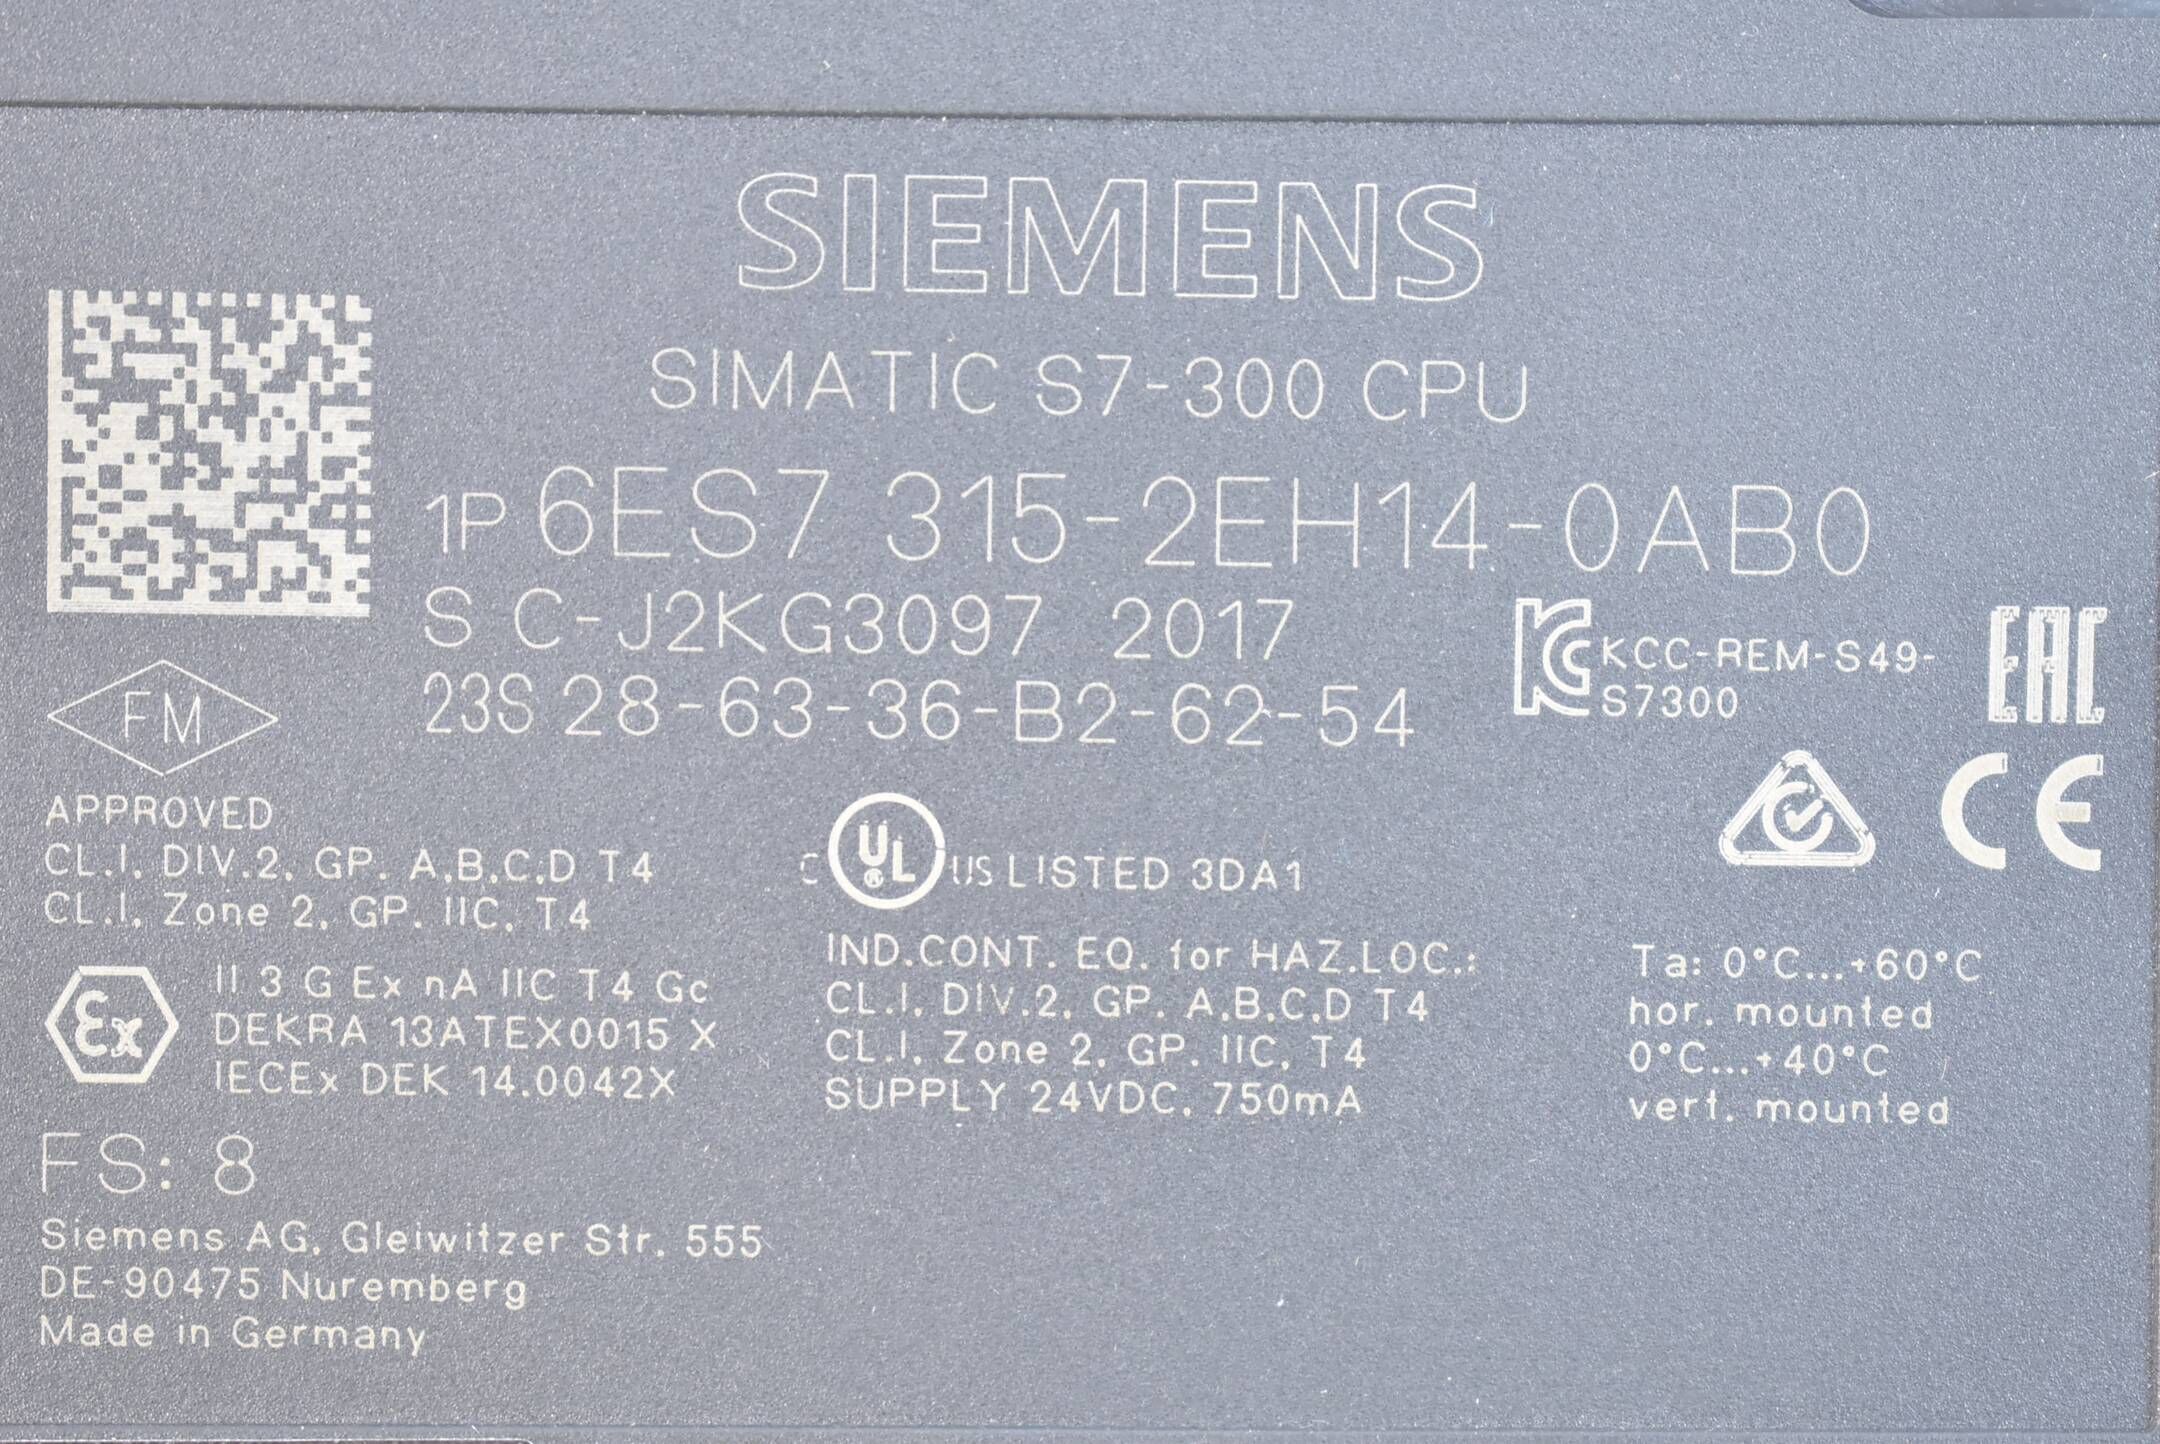 SIEMENS
SIMATIC S7-300 CPU
1P 6ES7 315-2EH14-0AB0
S C-J2KG3097 2017
23S 28-63-36-B2-62-54
KCC-REM-S49-
S7300
EAC
CE
FM
APPROVED
CL.I, DIV.2, GP. A,B,C,D T4
CL.I, Zone 2, GP. IIC, T4
Ex
II 3 G Ex nA IIC T4 Gc
DEKRA 13ATEX0015 X
IECEx DEK 14.0042X
C UL ® US LISTED 3DA1
IND.CONT. EQ. for HAZ.LOC.:
CL.I, DIV.2, GP. A,B,C,D T4
CL.I, Zone 2, GP. IIC, T4
SUPPLY 24VDC, 750mA
Ta: 0°C...+60°C
hor. mounted
0°C...+40°C
vert. mounted
FS: 8
Siemens AG, Gleiwitzer Str. 555
DE-90475 Nuremberg
Made in Germany